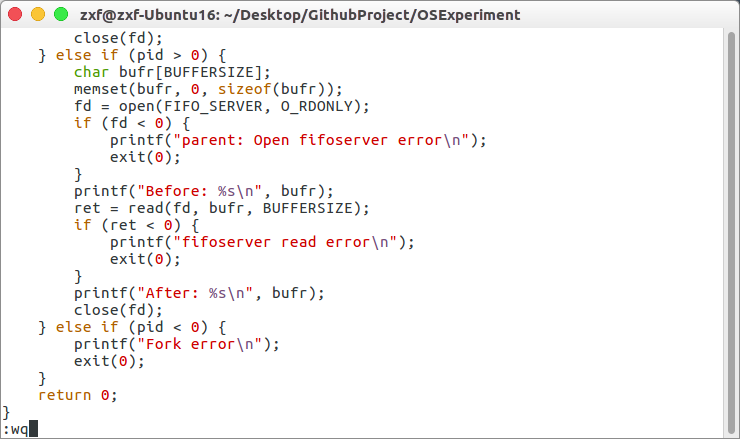 zxf@zxf-Ubuntu16: ~/Desktop/GithubProject/OSExperiment
        close(fd);
    } else if (pid > 0) {
        char bufr[BUFFERSIZE];
        memset(bufr, 0, sizeof(bufr));
        fd = open(FIFO_SERVER, O_RDONLY);
        if (fd < 0) {
            printf("parent: Open fifoserver error\n");
            exit(0);
        }
        printf("Before: %s\n", bufr);
        ret = read(fd, bufr, BUFFERSIZE);
        if (ret < 0) {
            printf("fifoserver read error\n");
            exit(0);
        }
        printf("After: %s\n", bufr);
        close(fd);
    } else if (pid < 0) {
        printf("Fork error\n");
        exit(0);
    }
    return 0;
}
:wq